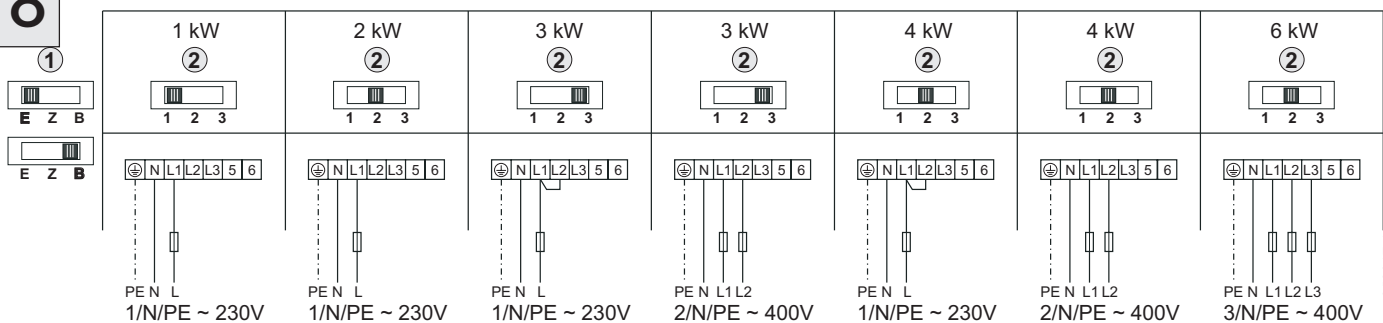 8
1 kW 2 kW 3 kW 3 kW 4 kW 4 kW 6 kW
1 2 2 2 2 2 2 2
E Z B 1 2 3 1 2 3 1 2 3 1 2 3 1 2 3 1 2 3 1 2 3
E Z B N L1 L2 L3 5 6 N L1 L2 L3 5 6 N L1 L2 L3 5 6 N L1 L2 L3 5 6 N L1 L2 L3 5 6 N L1 L2 L3 5 6 N L1 L2 L3 5 6
PE N L PE N L PE N L PE N L1 L2 PE N L PE N L1 L2 PE N L1 L2 L3
1/N/PE ~ 230V 1/N/PE ~ 230V 1/N/PE ~ 230V 2/N/PE ~ 400V 1/N/PE ~ 230V 2/N/PE ~ 400V 3/N/PE ~ 400V